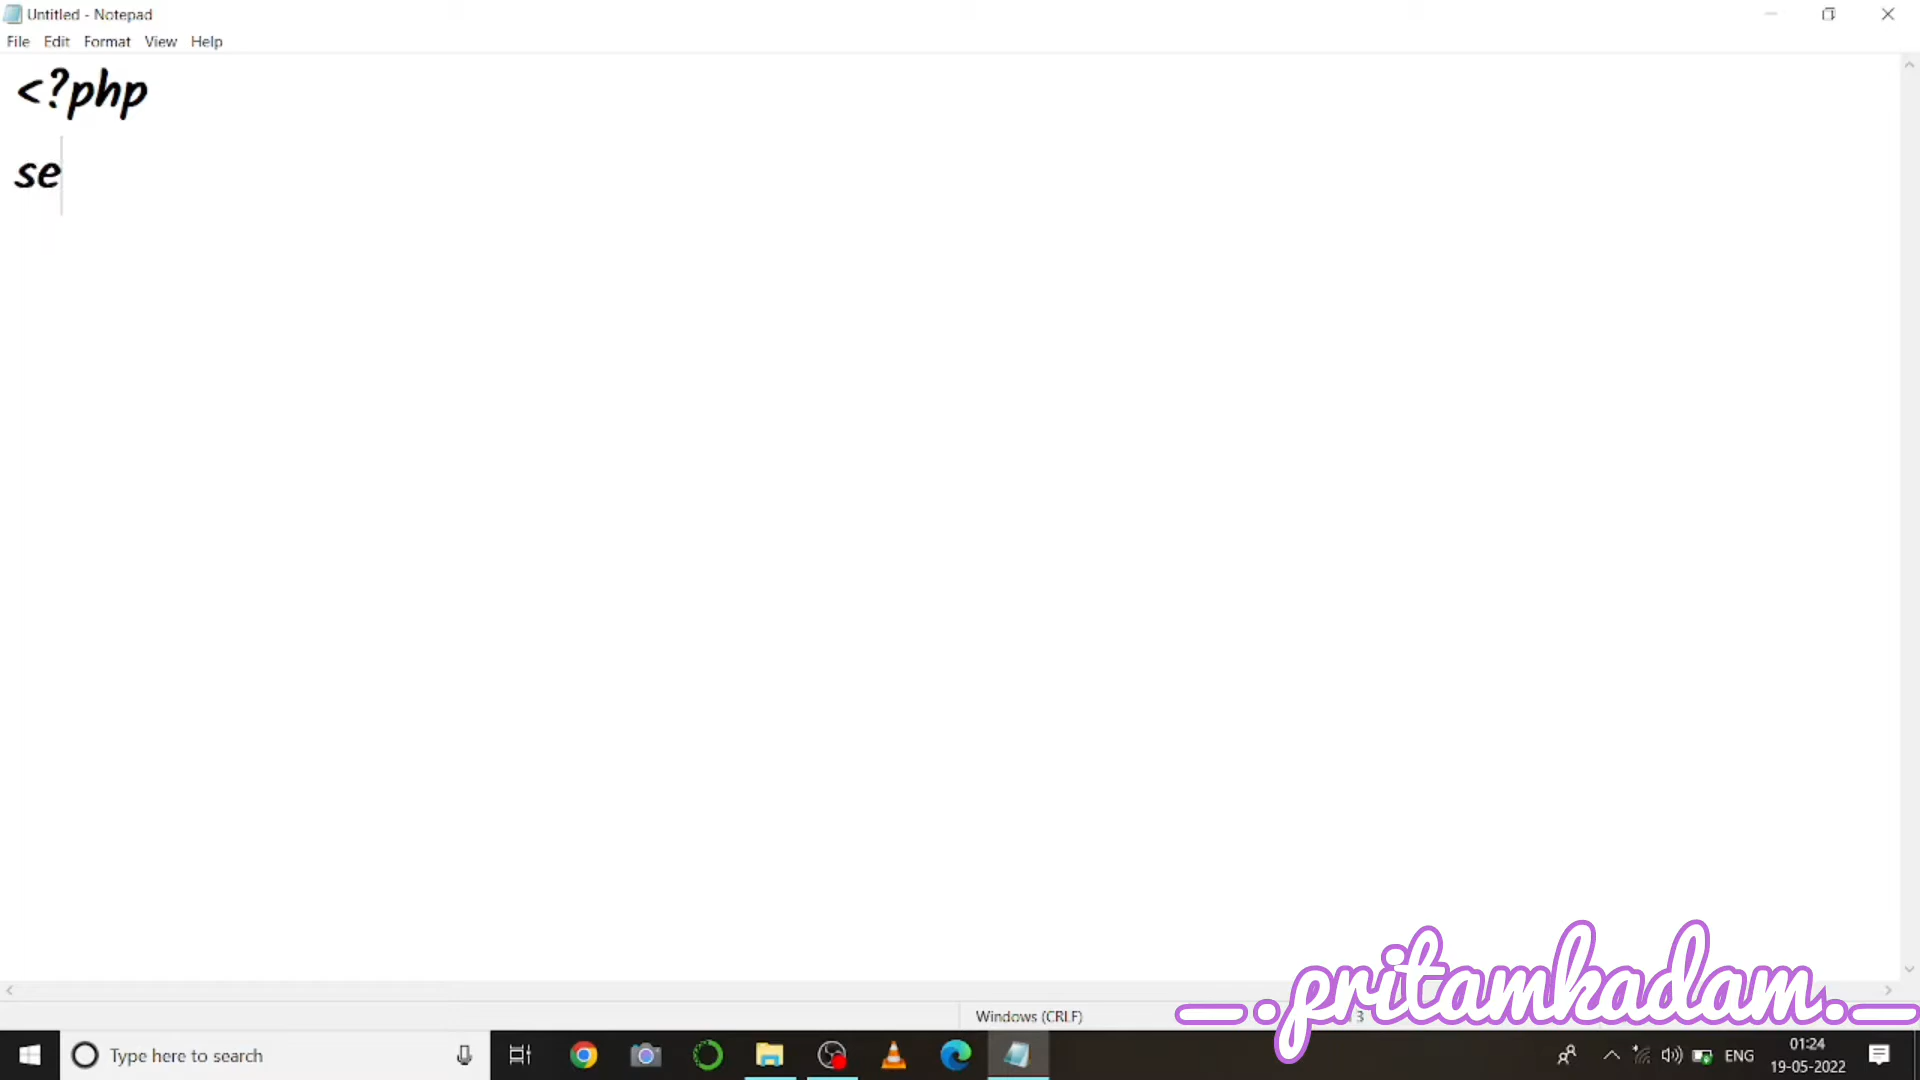 Untitled - Notepad
File Edit Format View Help
<?php
se
Windows (CRLF)
_.pritamkadam._
Type here to search
ENG
01:24
19-05-2022